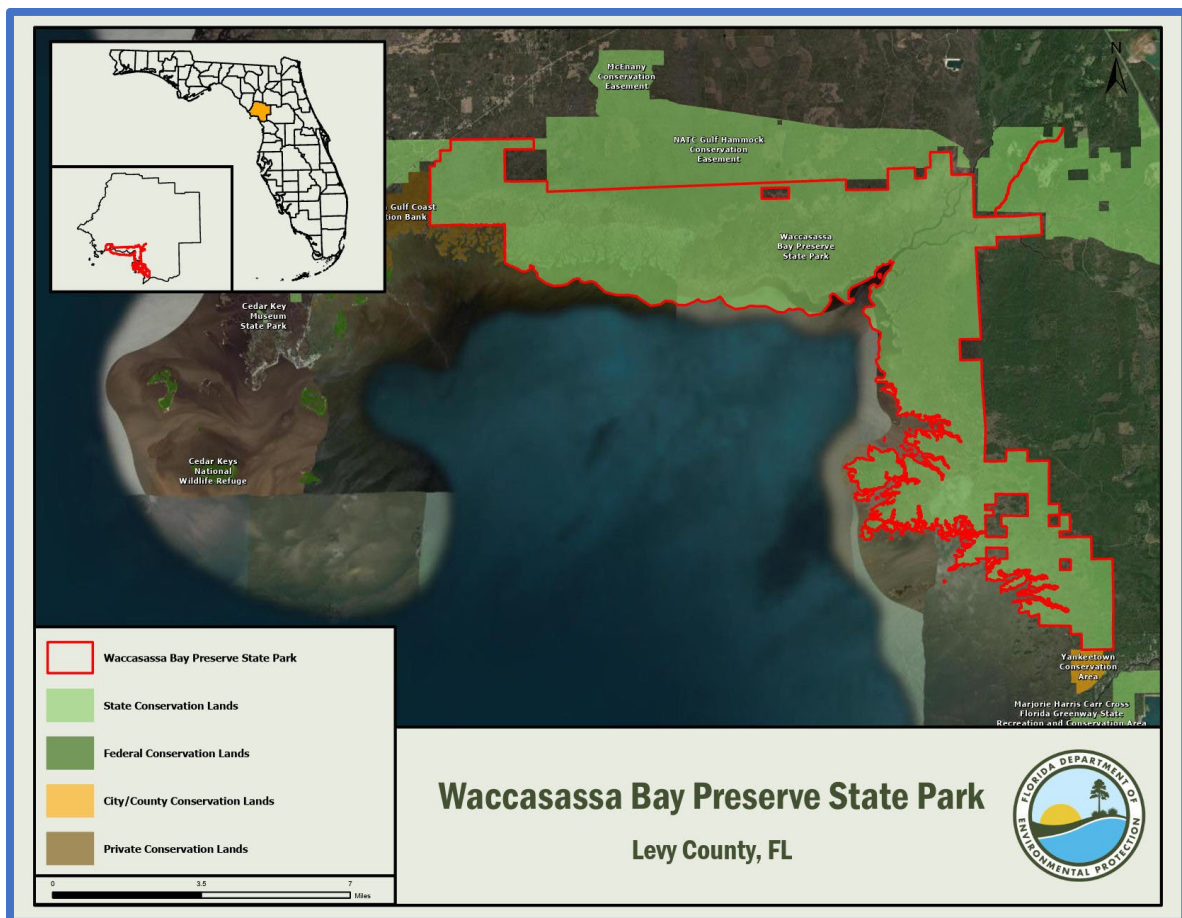 N
McEnany
Conservation
Easement
NATC Gulf Hammock
Conservation
Easement
Gulf Coast
tion Bank
Waccasassa
Bay Preserve
State Park
Cedar Key
Museum
State Park
Cedar Keys
National
Wildlife Refuge
Yankeetown
Conservation
Area
Marjorie Harris Carr Cross
Florida Greenway State
Recreation and Conservation Area
Waccasassa Bay Preserve State Park
State Conservation Lands
Federal Conservation Lands
City/County Conservation Lands
Private Conservation Lands
0 3.5 7
Miles
Waccasassa Bay Preserve State Park
Levy County, FL
FLORIDA DEPARTMENT OF
ENVIRONMENTAL PROTECTION